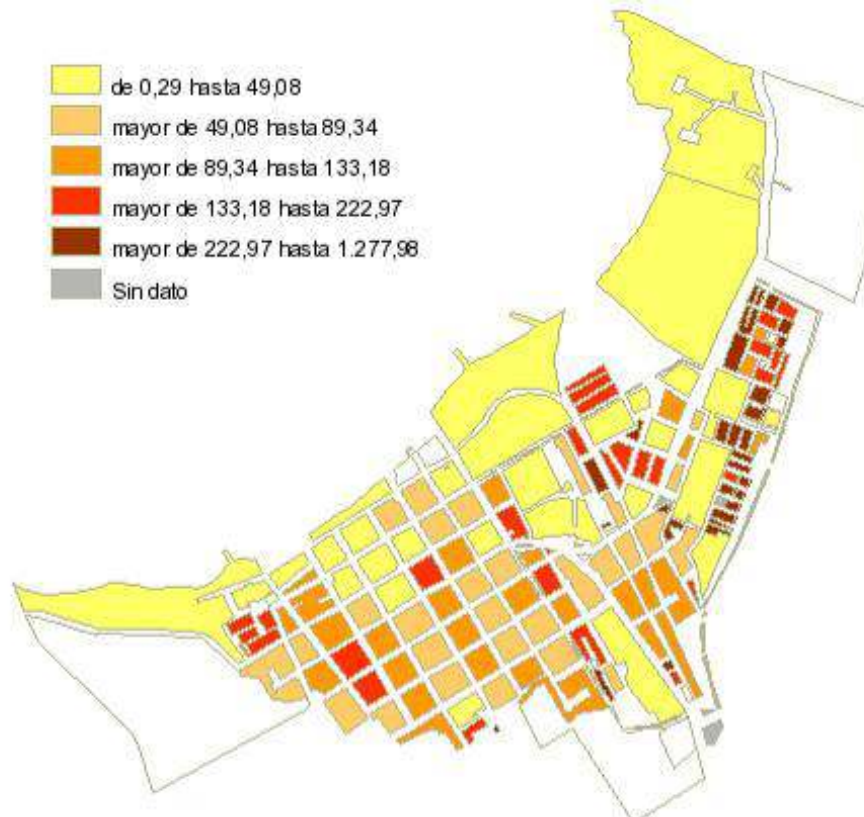 de 0,29 hasta 49,08
mayor de 49,08 hasta 89,34
mayor de 89,34 hasta 133,18
mayor de 133,18 hasta 222,97
mayor de 222,97 hasta 1.277,98
Sin dato